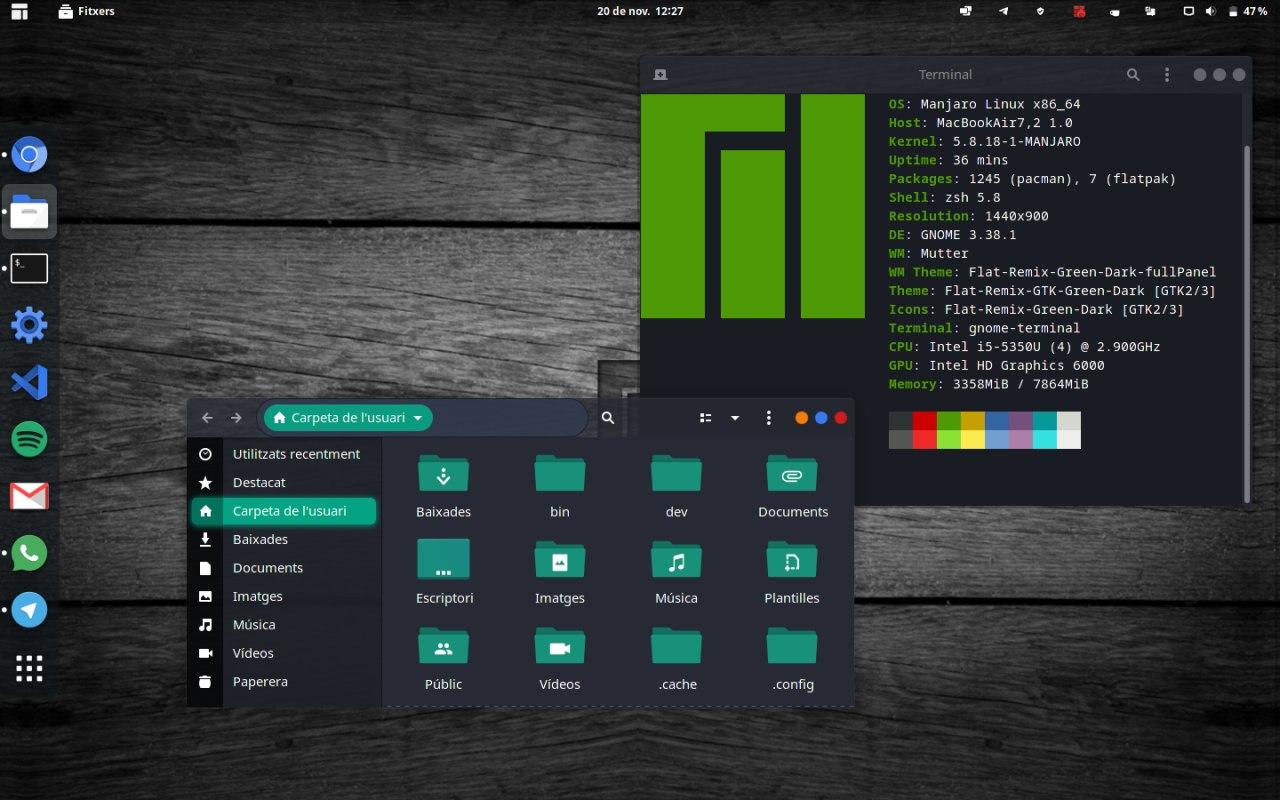 Fitxers
20 de nov. 12:27
47 %
Terminal
OS: Manjaro Linux x86_64
Host: MacBookAir7,2 1.0
Kernel: 5.8.18-1-MANJARO
Uptime: 36 mins
Packages: 1245 (pacman), 7 (flatpak)
Shell: zsh 5.8
Resolution: 1440x900
DE: GNOME 3.38.1
WM: Mutter
WM Theme: Flat-Remix-Green-Dark-fullPanel
Theme: Flat-Remix-GTK-Green-Dark [GTK2/3]
Icons: Flat-Remix-Green-Dark [GTK2/3]
Terminal: gnome-terminal
CPU: Intel i5-5350U (4) @ 2.900GHz
GPU: Intel HD Graphics 6000
Memory: 3358MiB / 7864MiB
$_
Carpeta de l'usuari
Utilitzats recentment
Destacat
Carpeta de l'usuari
Baixades
Documents
Imatges
Música
Vídeos
Paperera
Baixades
bin
dev
Documents
Escriptori
Imatges
Música
Plantilles
Públic
Vídeos
.cache
.config